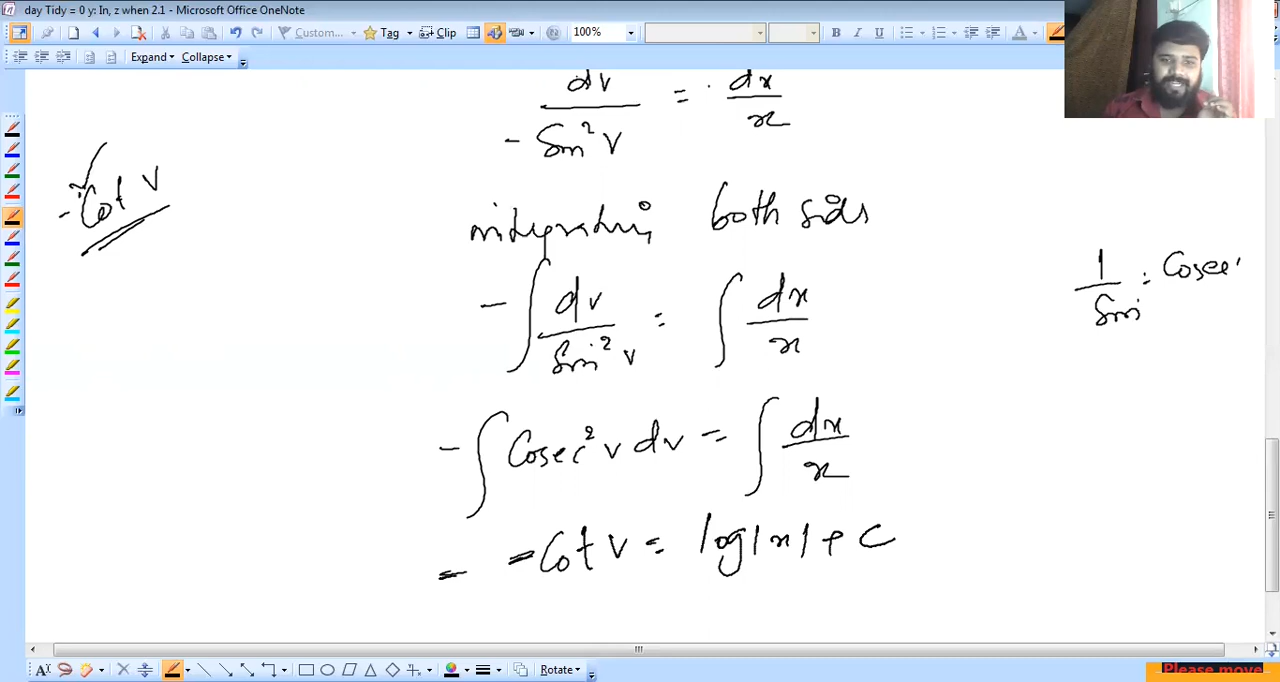 day Tidy = 0 y: In, z when 2.1 - Microsoft Office OneNote
Custom... Tag Clip 100% B I U A
Expand Collapse
dv/-Sin²v = dx/x
- Cot v
integrating both sides
-∫ dv/Sin²v = ∫ dx/x
1/Sin = Cosec
-∫ Cosec² v dv = ∫ dx/x
= - Cot v = log|x| + C
Rotate
Please move